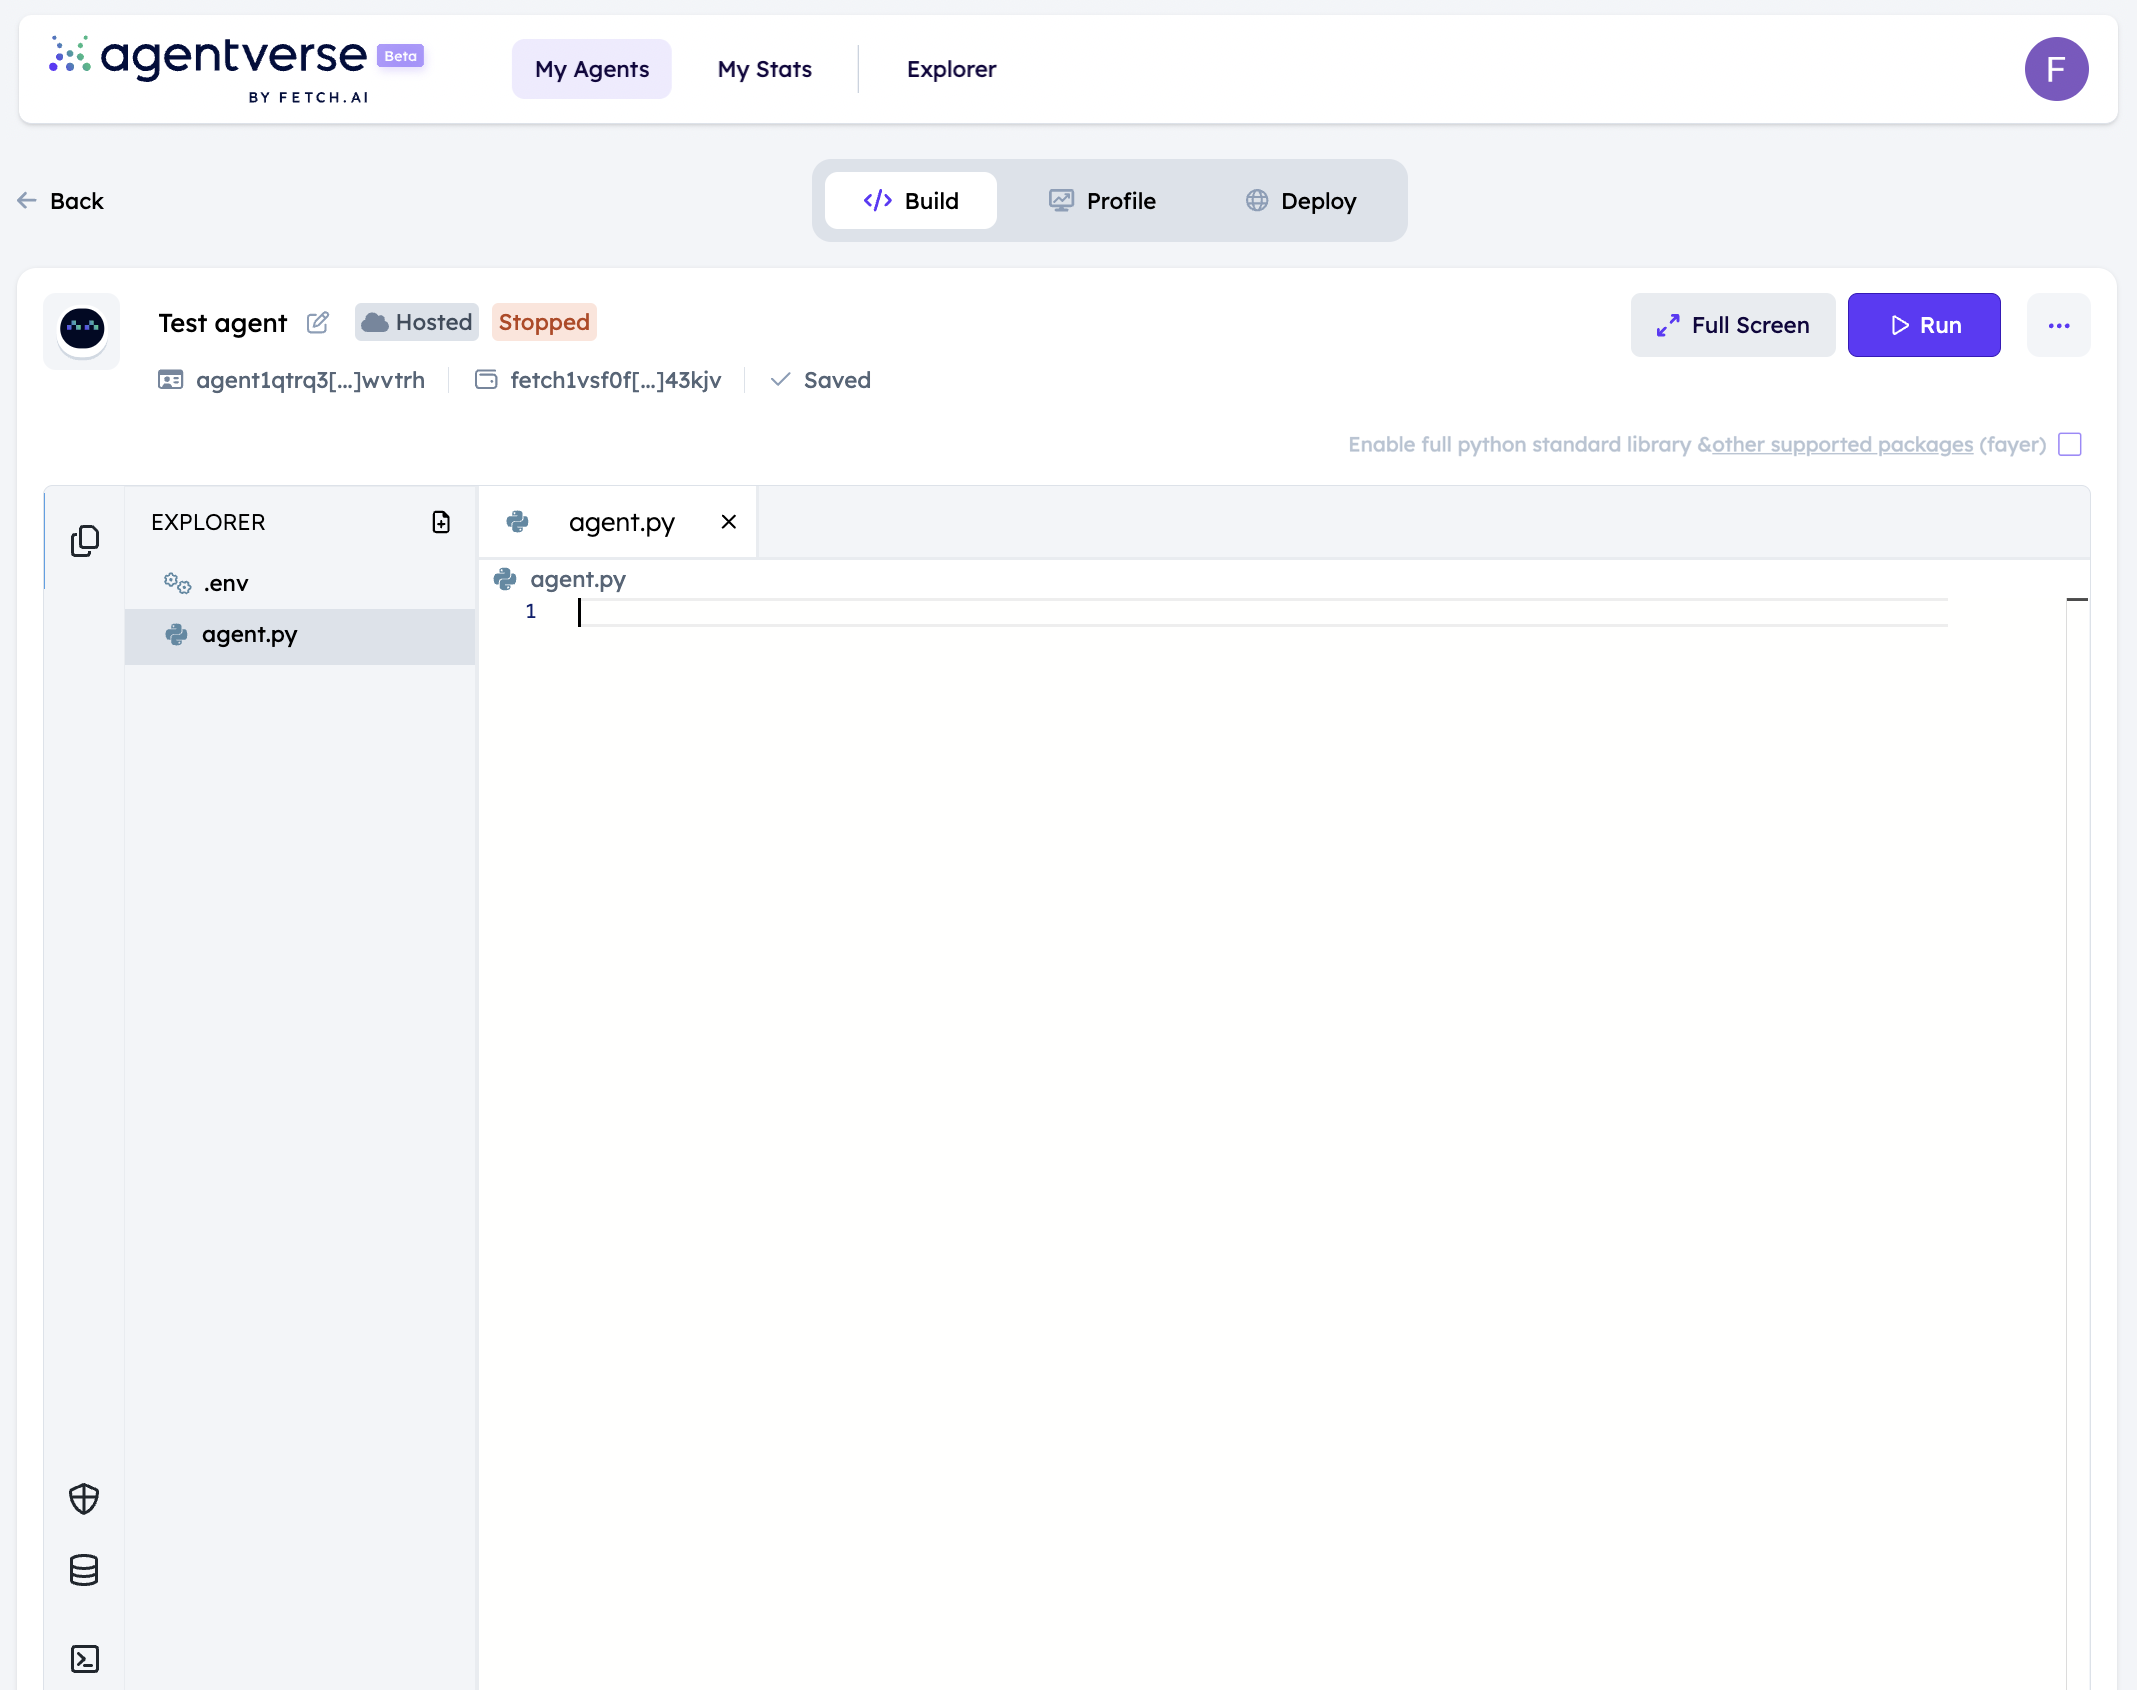 agentverse Beta
BY FETCH.AI
My Agents
My Stats
Explorer
F
Back
Build
Profile
Deploy
Test agent
Hosted
Stopped
Full Screen
Run
agent1qtrq3[...]wvtrh
fetch1vsf0f[...]43kjv
Saved
Enable full python standard library &other supported packages (fayer)
EXPLORER
agent.py
.env
agent.py
agent.py
1